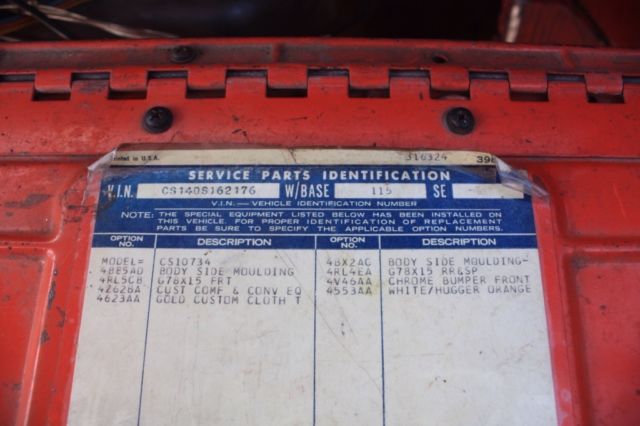 Printed in U.S.A. 316324 398
SERVICE PARTS IDENTIFICATION
V.I.N. CS140S162176 W/BASE 115 SE
V.I.N. — VEHICLE IDENTIFICATION NUMBER
NOTE: THE SPECIAL EQUIPMENT LISTED BELOW HAS BEEN INSTALLED ON
THIS VEHICLE. FOR PROPER IDENTIFICATION OF REPLACEMENT
PARTS BE SURE TO SPECIFY THE APPLICABLE OPTION NUMBERS.
OPTION NO. DESCRIPTION OPTION NO. DESCRIPTION
MODEL= CS10734 4BX2AC BODY SIDE MOULDING-
4B85AD BODY SIDE MOULDING 4RL4EA G78X15 RR&SP
4RL5CB G78X15 FRT 4V46AA CHROME BUMPER FRONT
4Z62BA CUST COMF & CONV EQ 4553AA WHITE/HUGGER ORANGE
4623AA GOLD CUSTOM CLOTH T